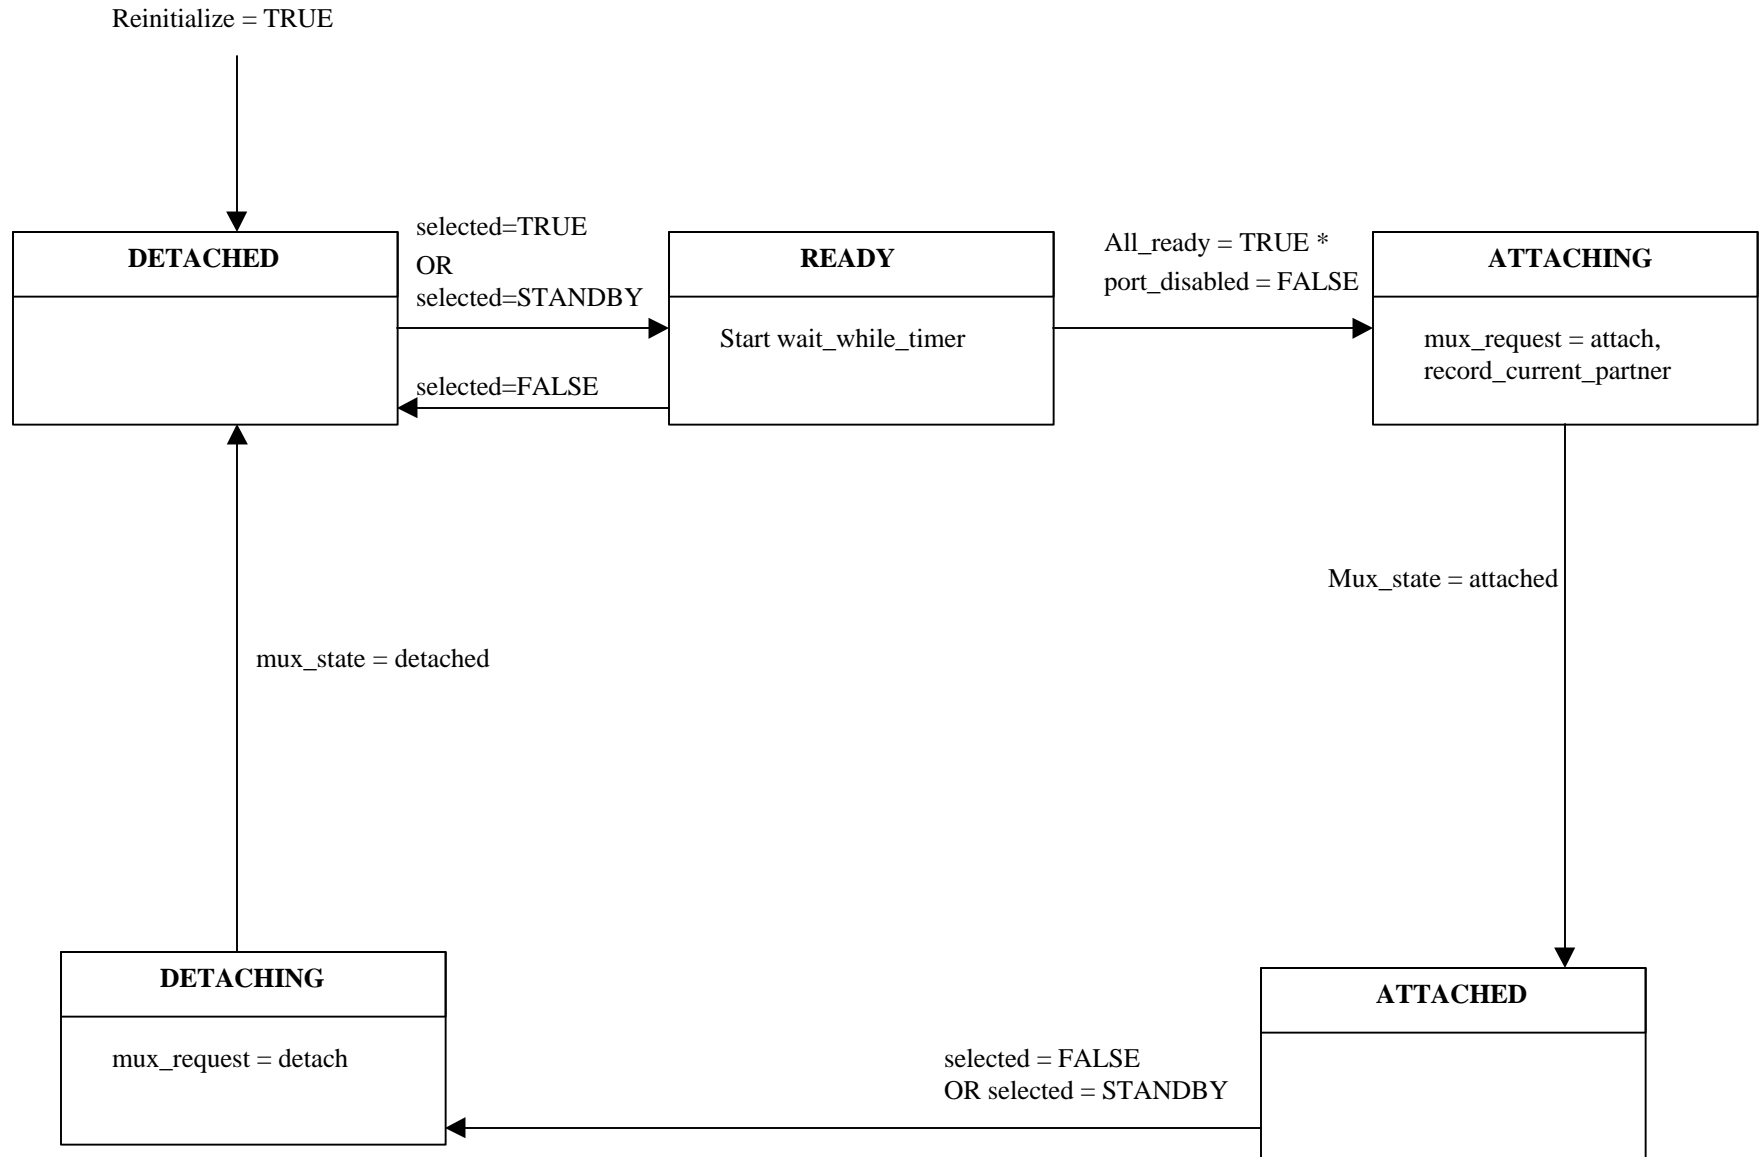 Reinitialize = TRUE
DETACHED
selected=TRUE
OR
selected=STANDBY
selected=FALSE
READY
Start wait_while_timer
All_ready = TRUE *
port_disabled = FALSE
ATTACHING
mux_request = attach,
record_current_partner
Mux_state = attached
mux_state = detached
DETACHING
mux_request = detach
selected = FALSE
OR selected = STANDBY
ATTACHED